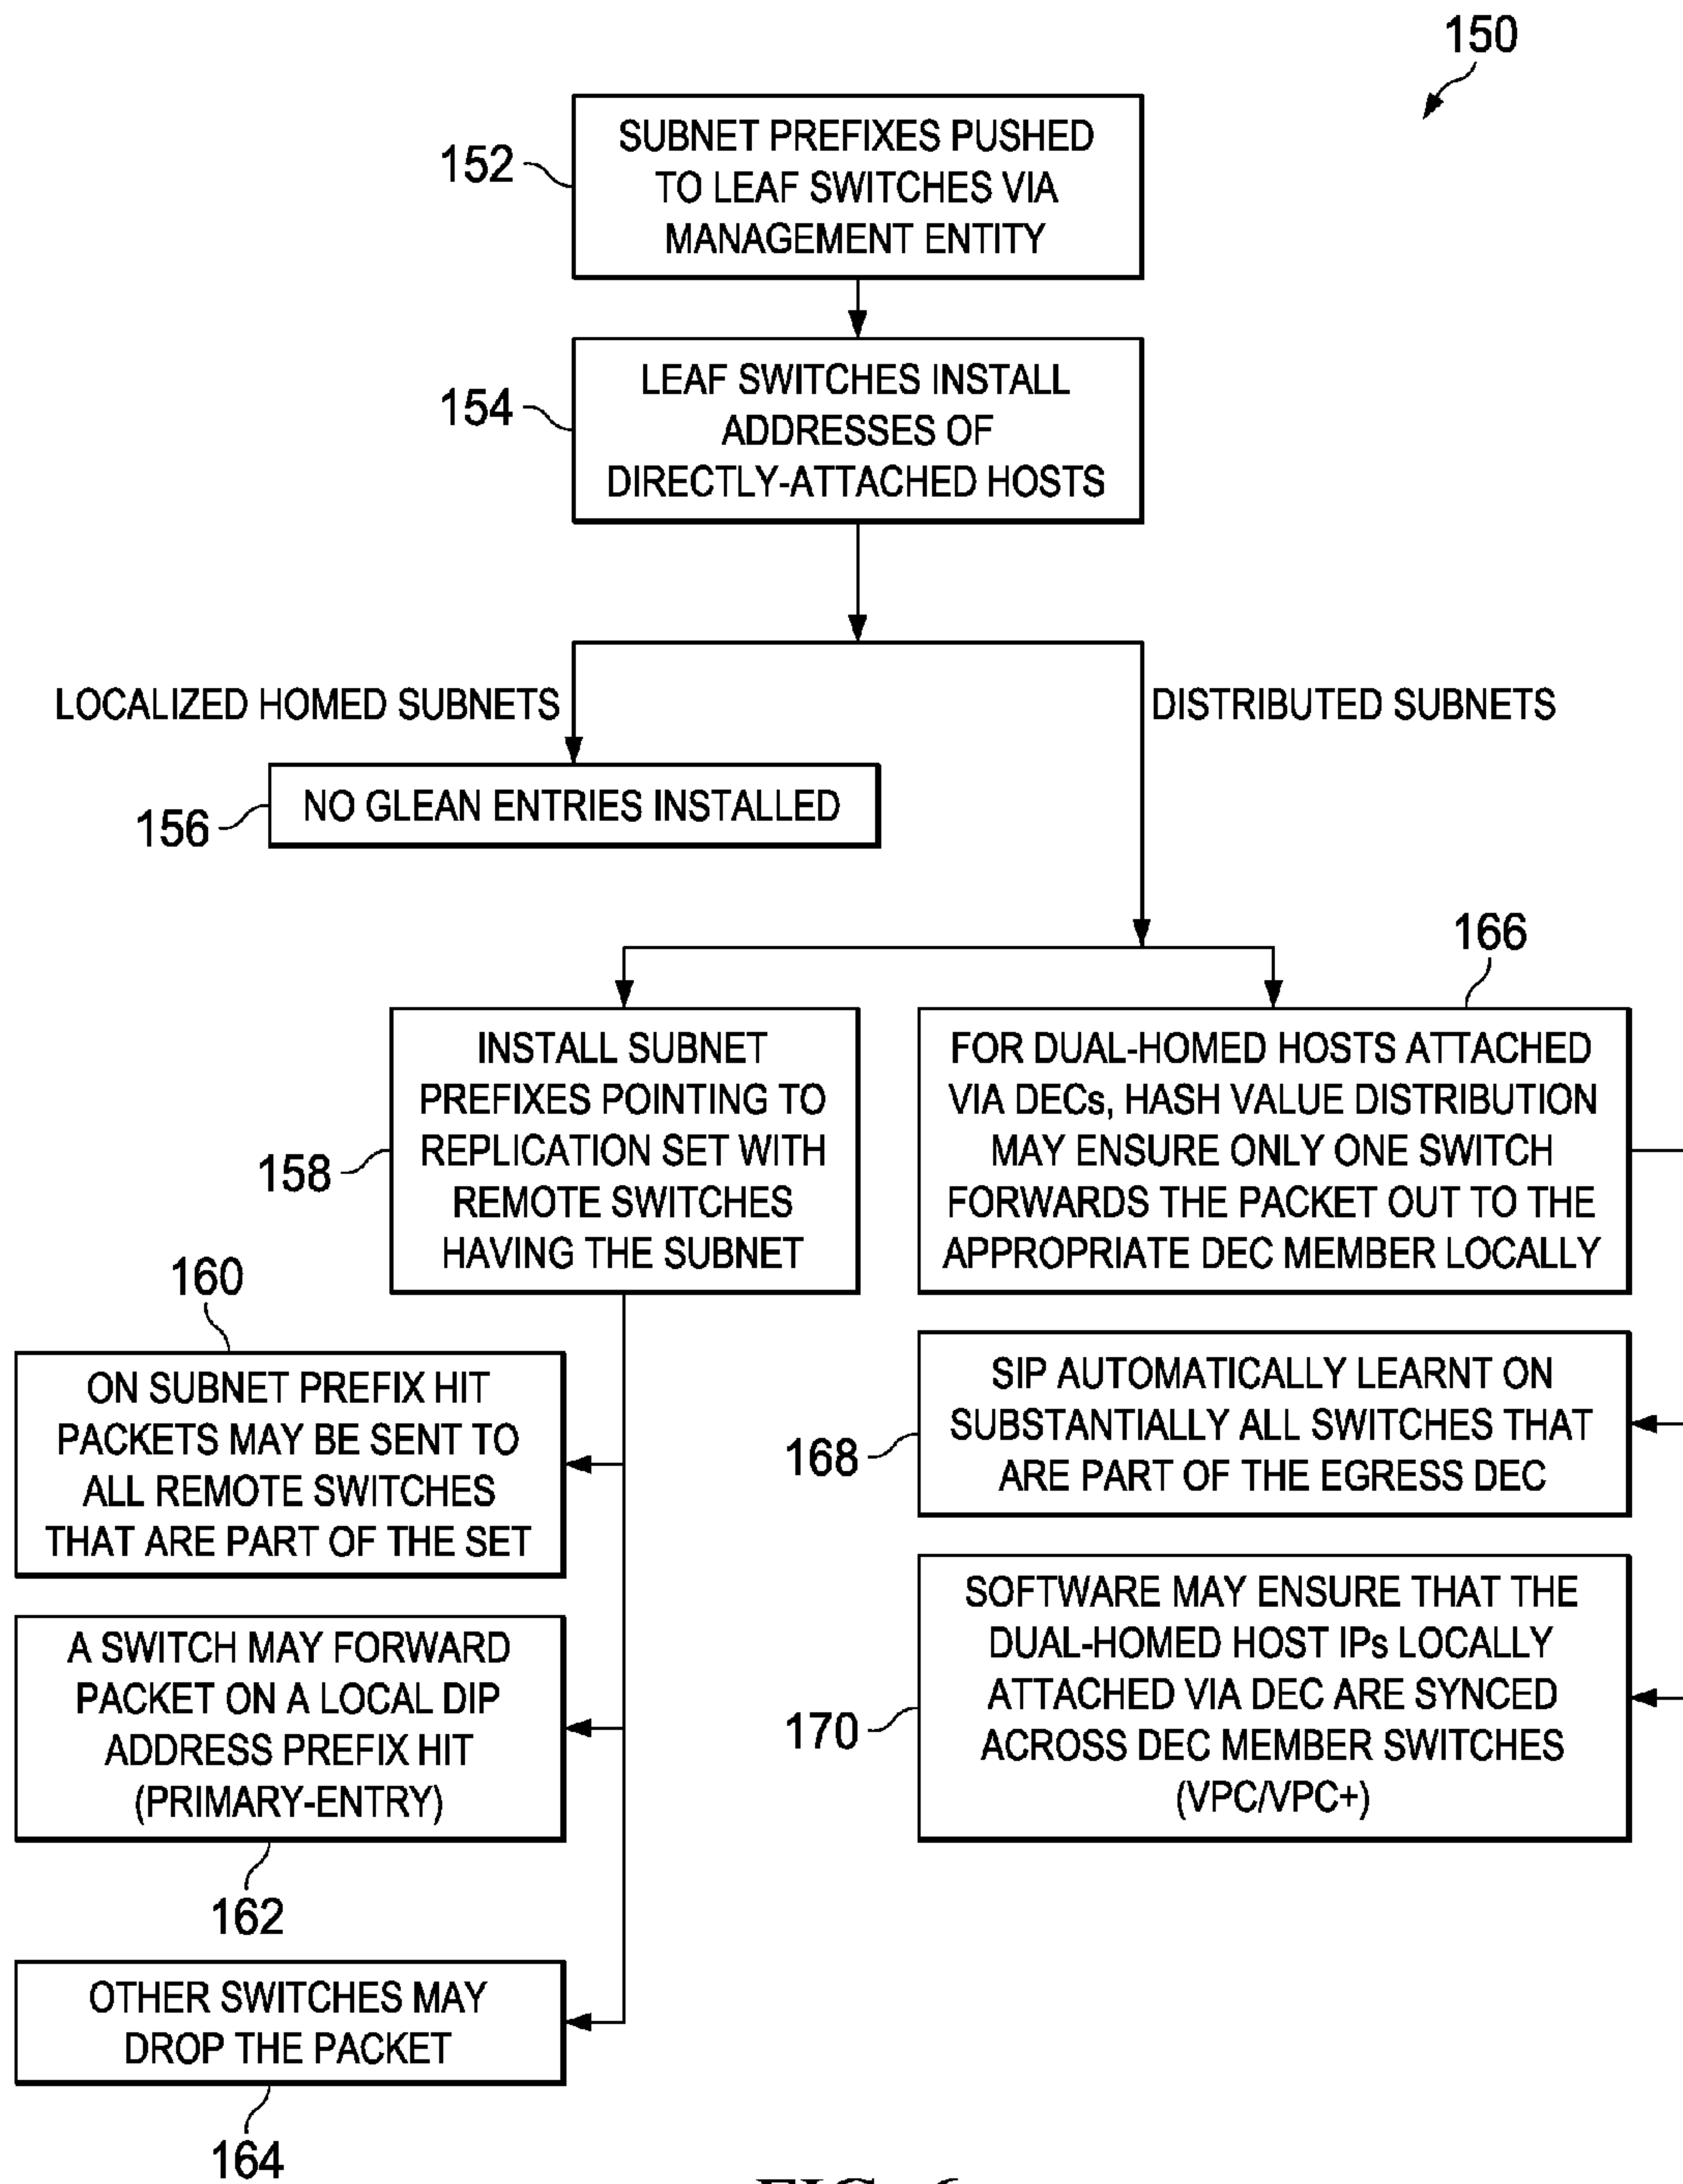 150
152
SUBNET PREFIXES PUSHED
TO LEAF SWITCHES VIA
MANAGEMENT ENTITY
154
LEAF SWITCHES INSTALL
ADDRESSES OF
DIRECTLY-ATTACHED HOSTS
LOCALIZED HOMED SUBNETS
DISTRIBUTED SUBNETS
156
NO GLEAN ENTRIES INSTALLED
158
INSTALL SUBNET
PREFIXES POINTING TO
REPLICATION SET WITH
REMOTE SWITCHES
HAVING THE SUBNET
166
FOR DUAL-HOMED HOSTS ATTACHED
VIA DECs, HASH VALUE DISTRIBUTION
MAY ENSURE ONLY ONE SWITCH
FORWARDS THE PACKET OUT TO THE
APPROPRIATE DEC MEMBER LOCALLY
160
ON SUBNET PREFIX HIT
PACKETS MAY BE SENT TO
ALL REMOTE SWITCHES
THAT ARE PART OF THE SET
168
SIP AUTOMATICALLY LEARNT ON
SUBSTANTIALLY ALL SWITCHES THAT
ARE PART OF THE EGRESS DEC
A SWITCH MAY FORWARD
PACKET ON A LOCAL DIP
ADDRESS PREFIX HIT
(PRIMARY-ENTRY)
162
170
SOFTWARE MAY ENSURE THAT THE
DUAL-HOMED HOST IPs LOCALLY
ATTACHED VIA DEC ARE SYNCED
ACROSS DEC MEMBER SWITCHES
(VPC/VPC+)
OTHER SWITCHES MAY
DROP THE PACKET
164